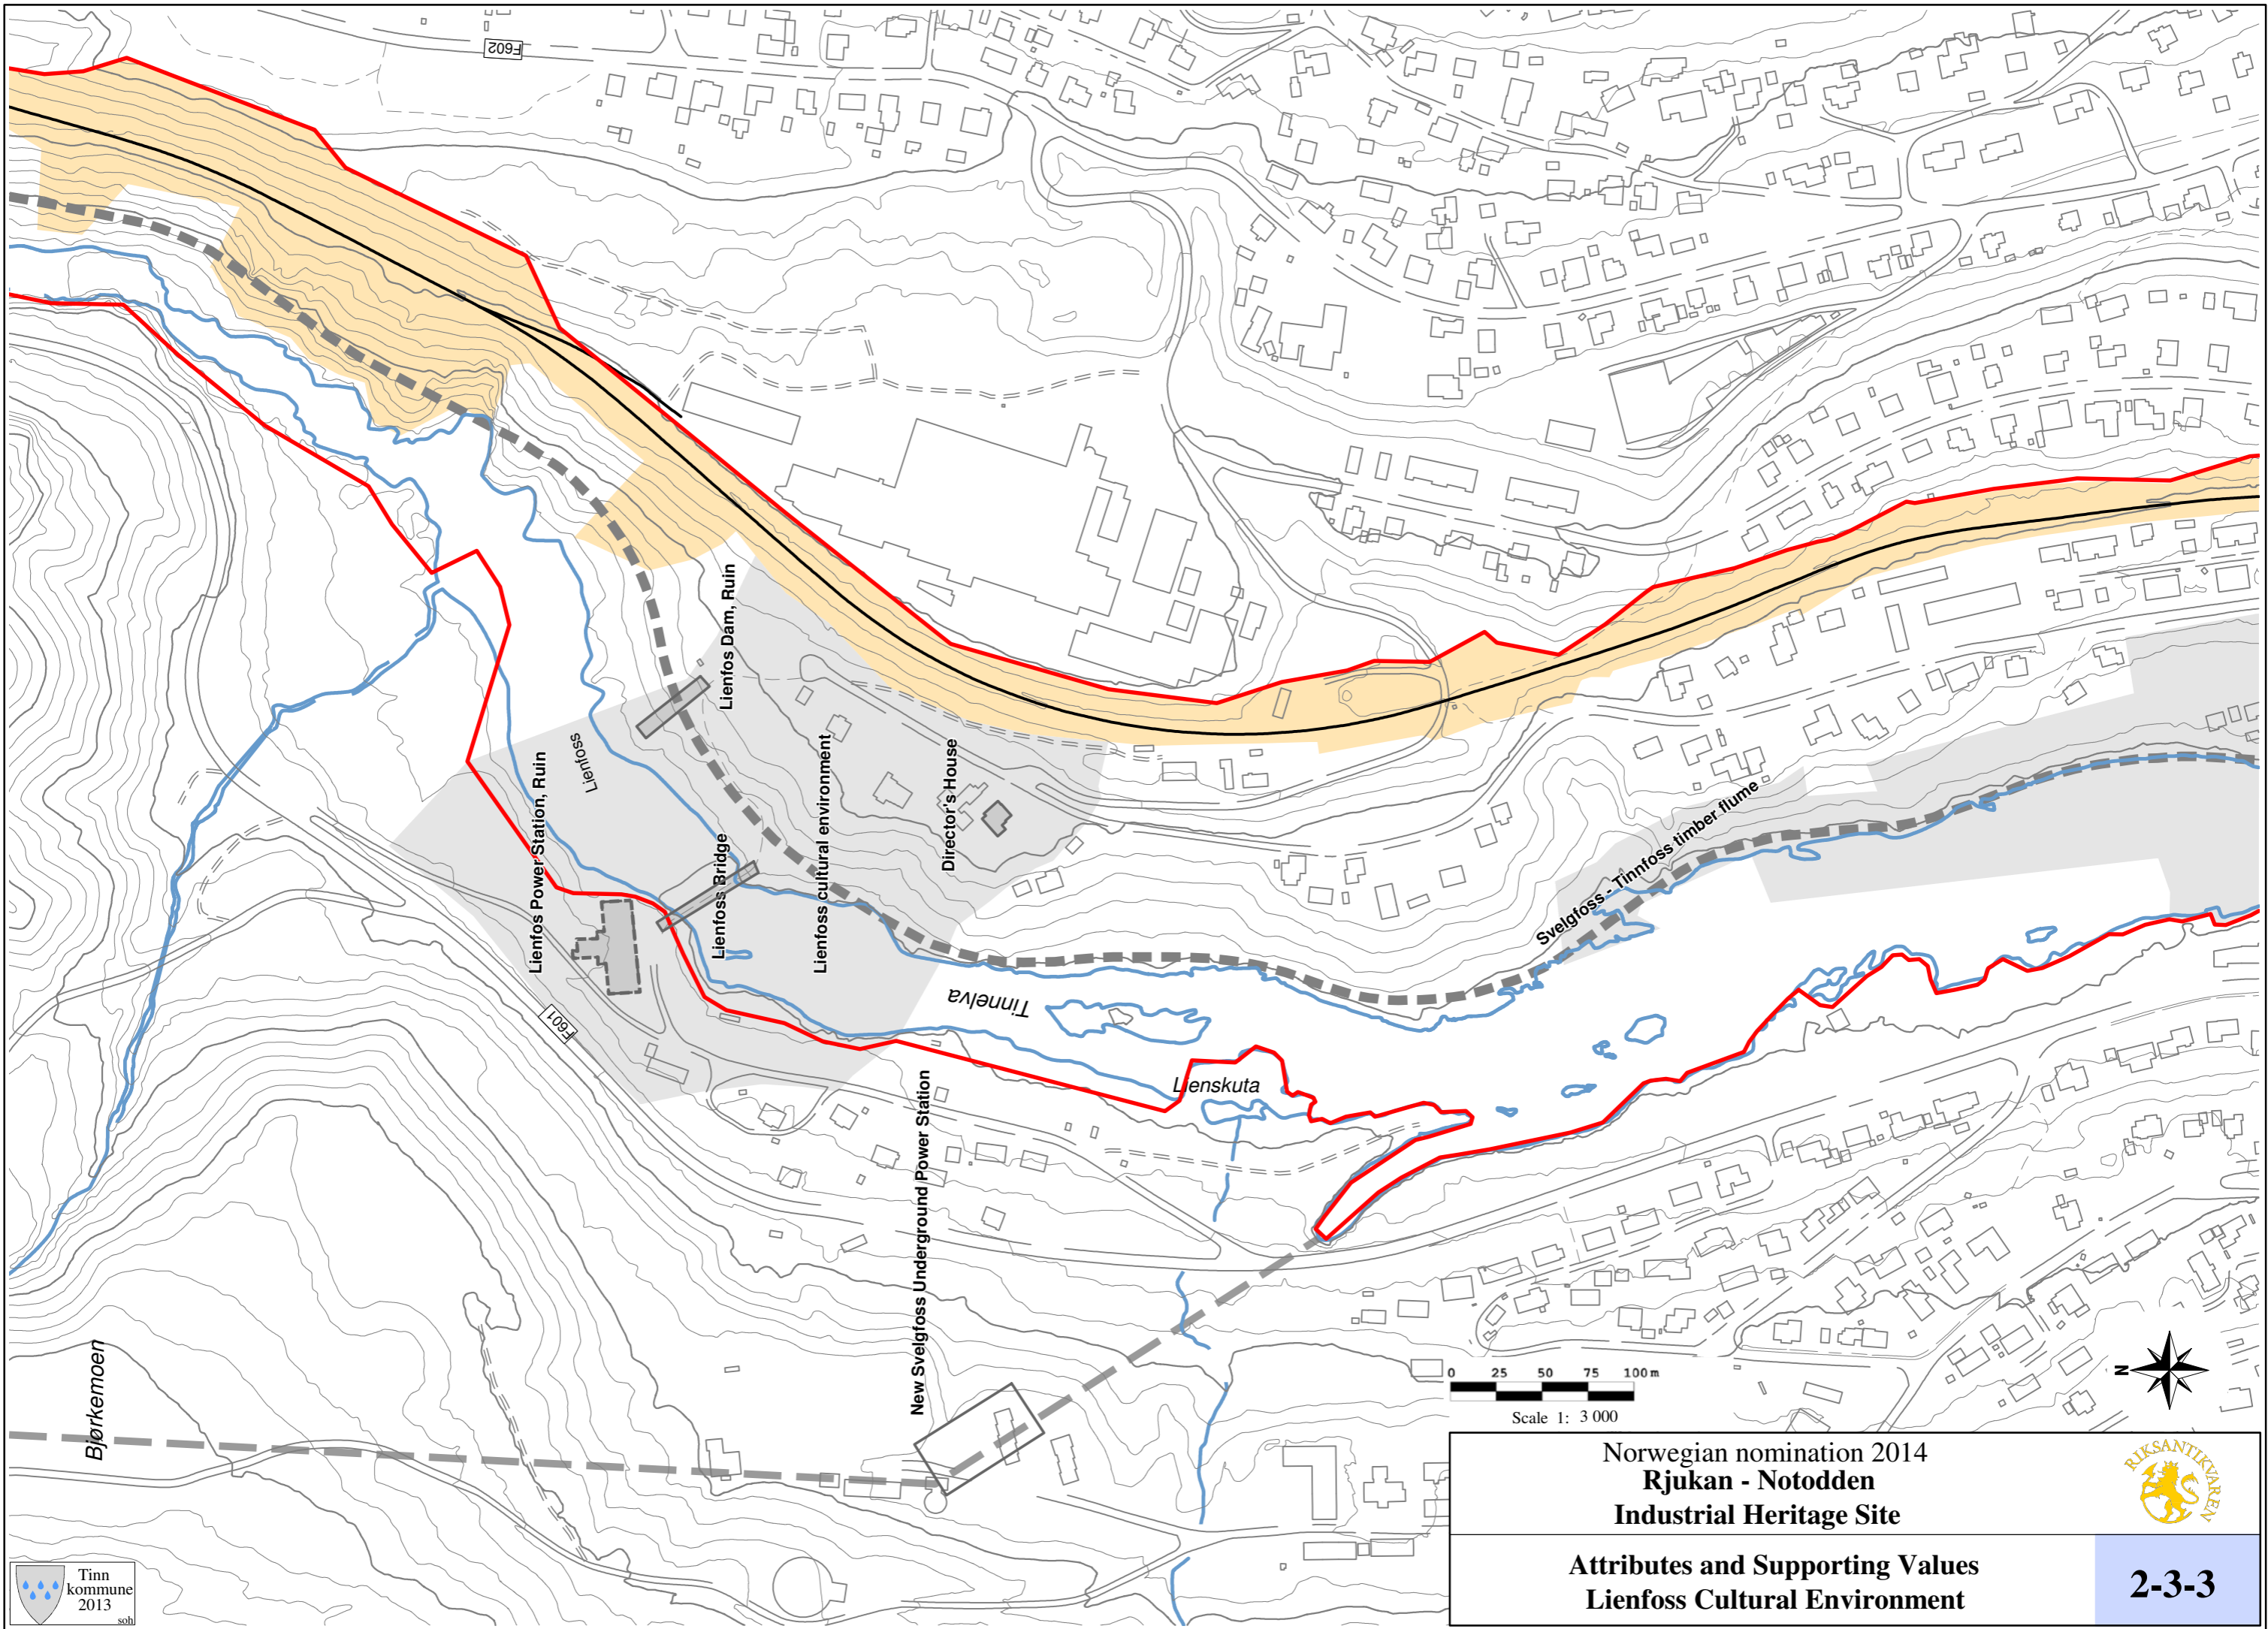 F602
Lienfos Dam, Ruin
Lienfoss
Lienfos Power Station, Ruin
Lienfoss Bridge
Lienfoss cultural environment
Director's House
Svelgfoss - Tinnfoss timber flume
Tinnelva
F601
Lienskuta
New Svelgfoss Underground Power Station
Bjørkemoen
0 25 50 75 100 m
Scale 1: 3 000
N
Norwegian nomination 2014
Rjukan - Notodden
Industrial Heritage Site
RIKSANTIKVAREN
Attributes and Supporting Values
Lienfoss Cultural Environment
2-3-3
Tinn
kommune
2013
soh